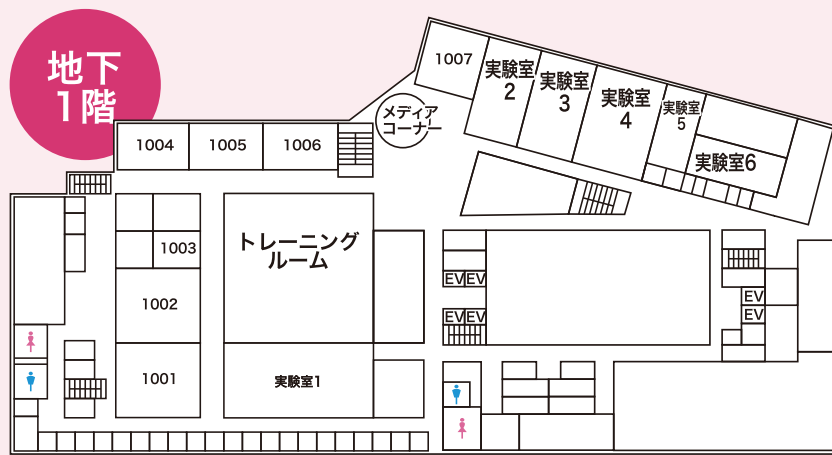 地下
1階
1007
実験室
2
実験室
3
実験室
4
実験室
5
実験室6
メディア
コーナー
1004
1005
1006
1003
トレーニング
ルーム
1002
EV
EV
EV
EV
EV
EV
1001
実験室1